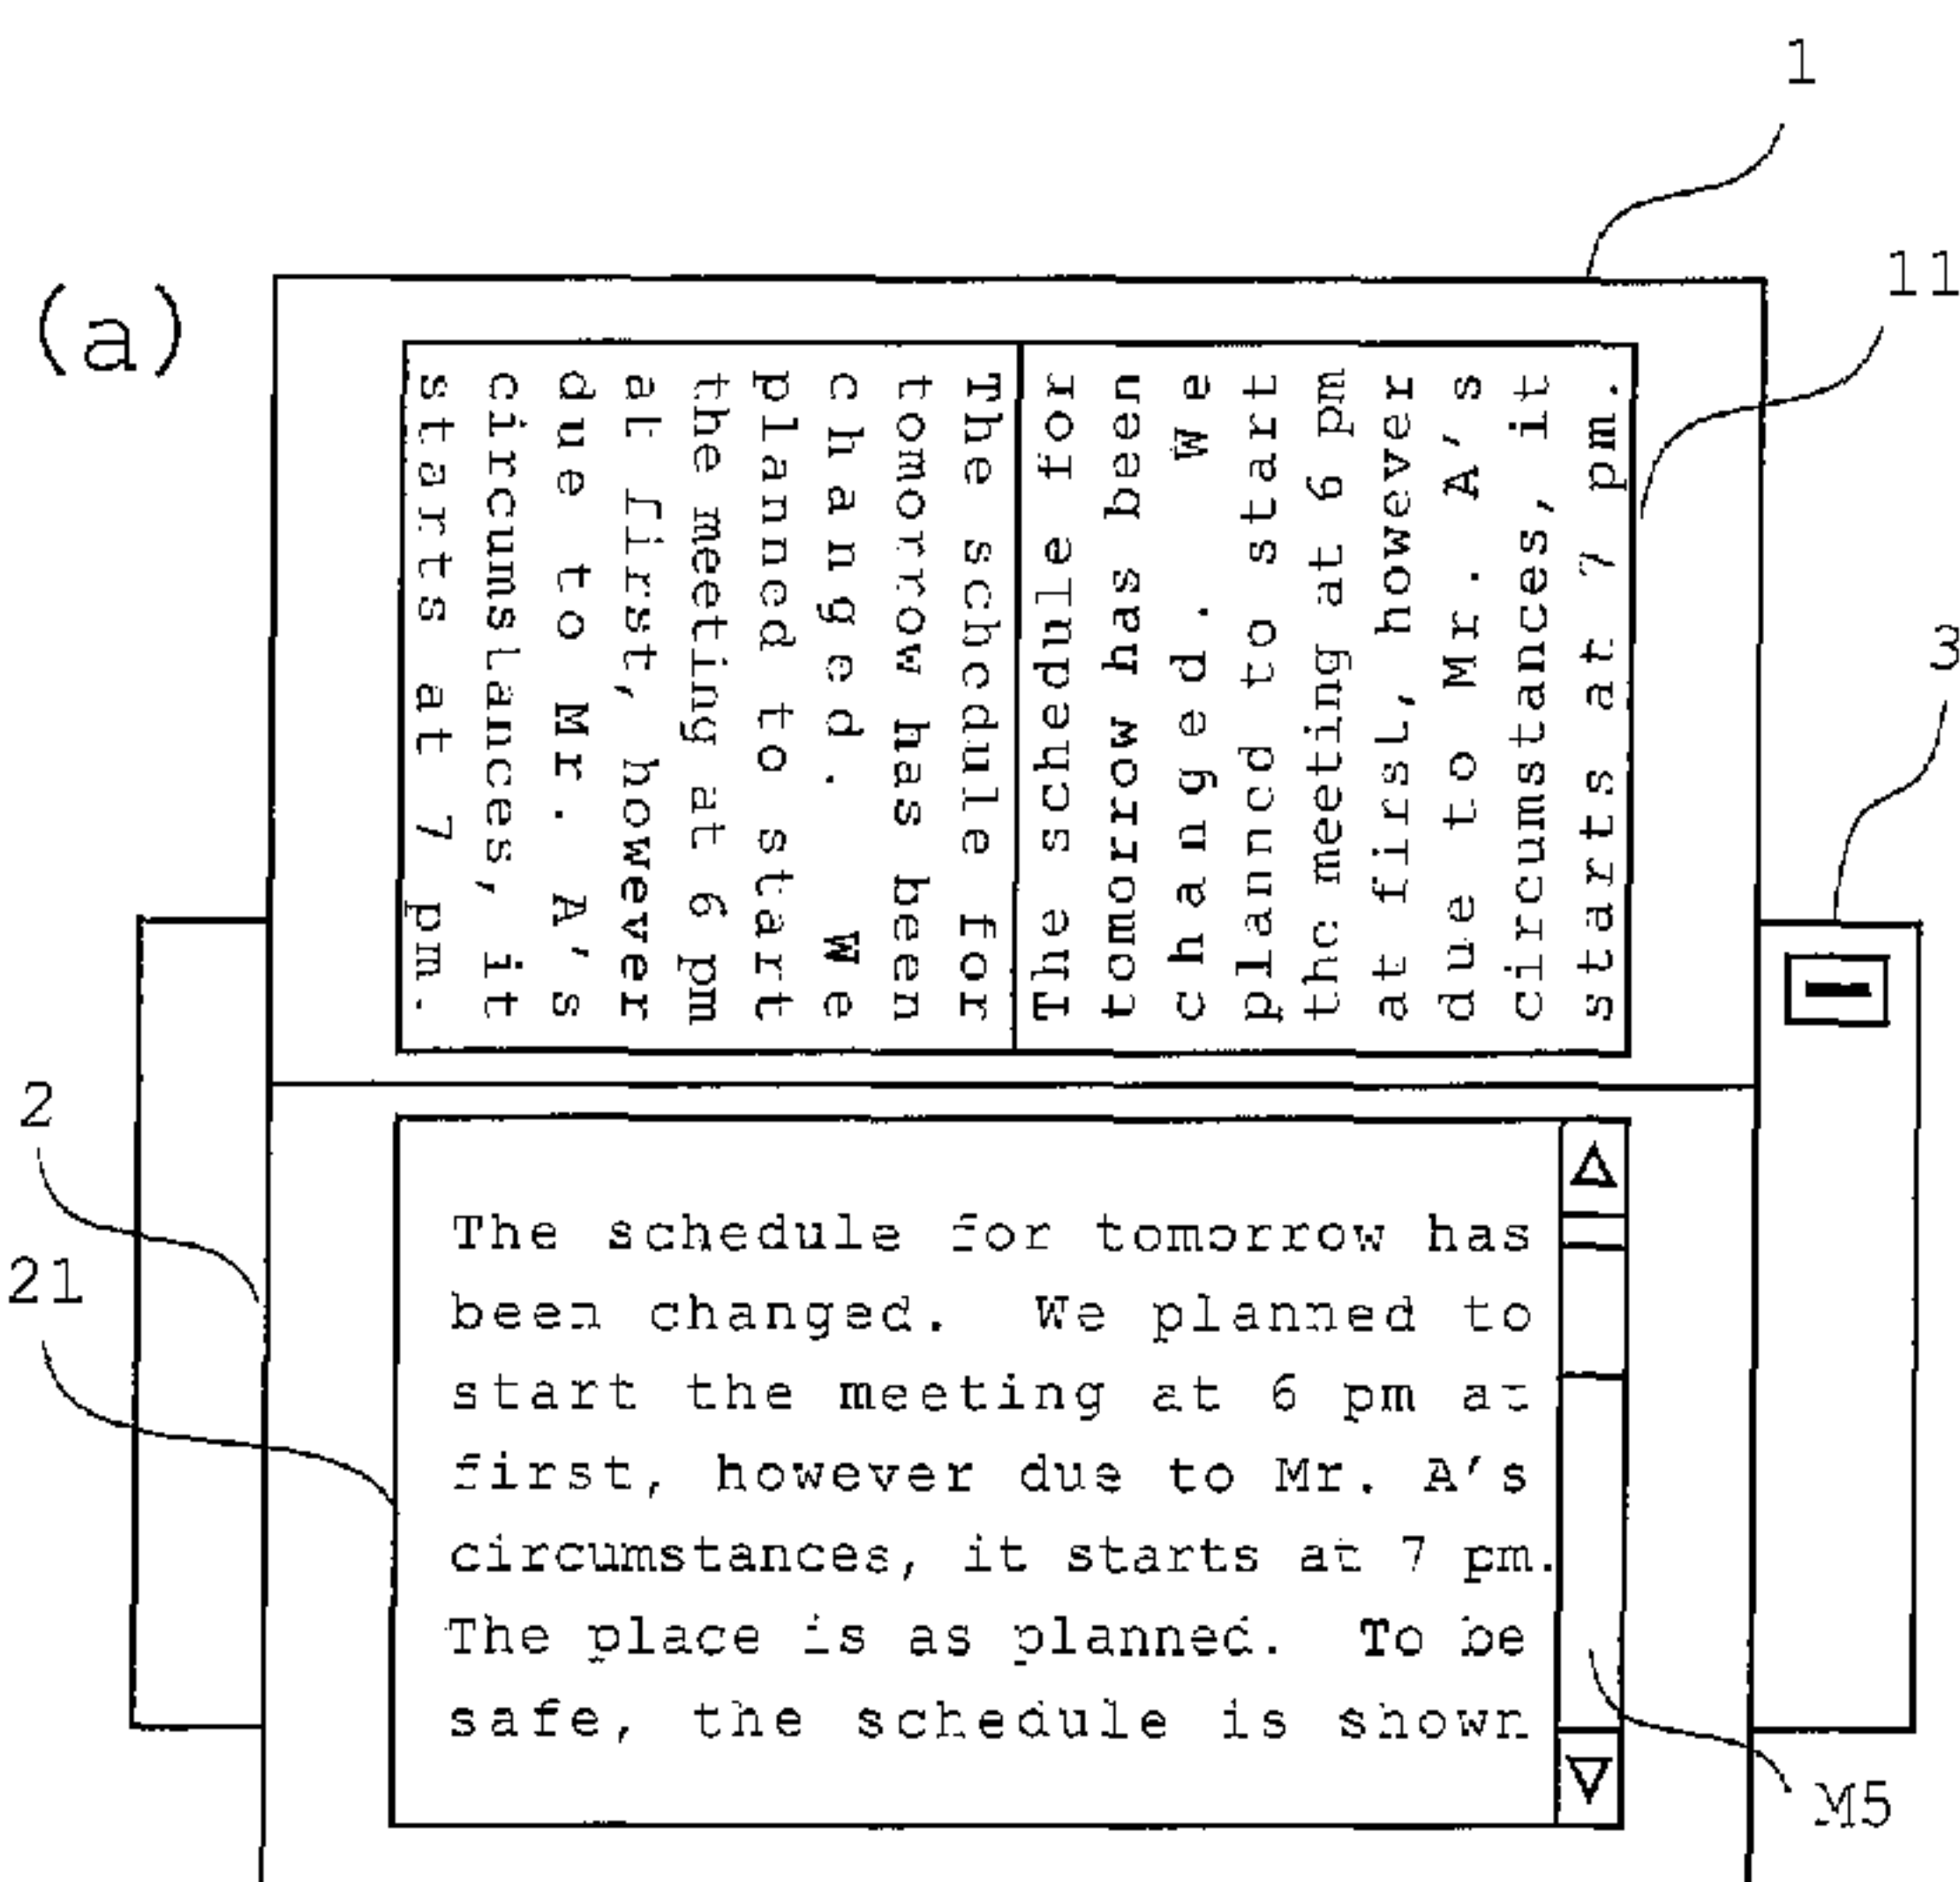 1
11
(a)
The schedule for
tomorrow has been
changed. We
planned to start
the meeting at 6 pm
at first, however
due to Mr. A's
circumstances, it
starts at 7 pm.
The schedule for
tomorrow has been
changed. We
planned to start
the meeting at 6 pm
at first, however
due to Mr. A's
circumstances, it
starts at 7 pm.
3
2
21
The schedule for tomorrow has
been changed. We planned to
start the meeting at 6 pm at
first, however due to Mr. A's
circumstances, it starts at 7 pm.
The place is as planned. To be
safe, the schedule is shown
M5